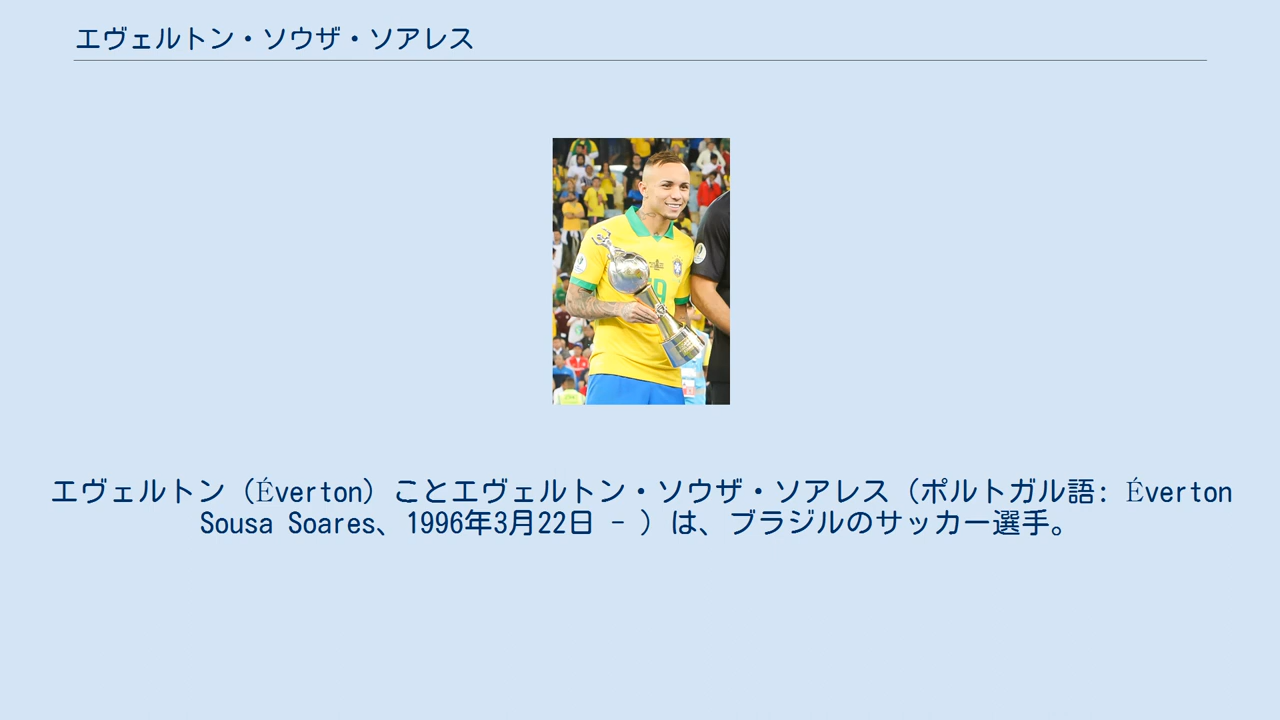 エヴェルトン・ソウザ・ソアレス
エヴェルトン（Éverton）ことエヴェルトン・ソウザ・ソアレス（ポルトガル語: Éverton
Sousa Soares、1996年3月22日 - ）は、ブラジルのサッカー選手。